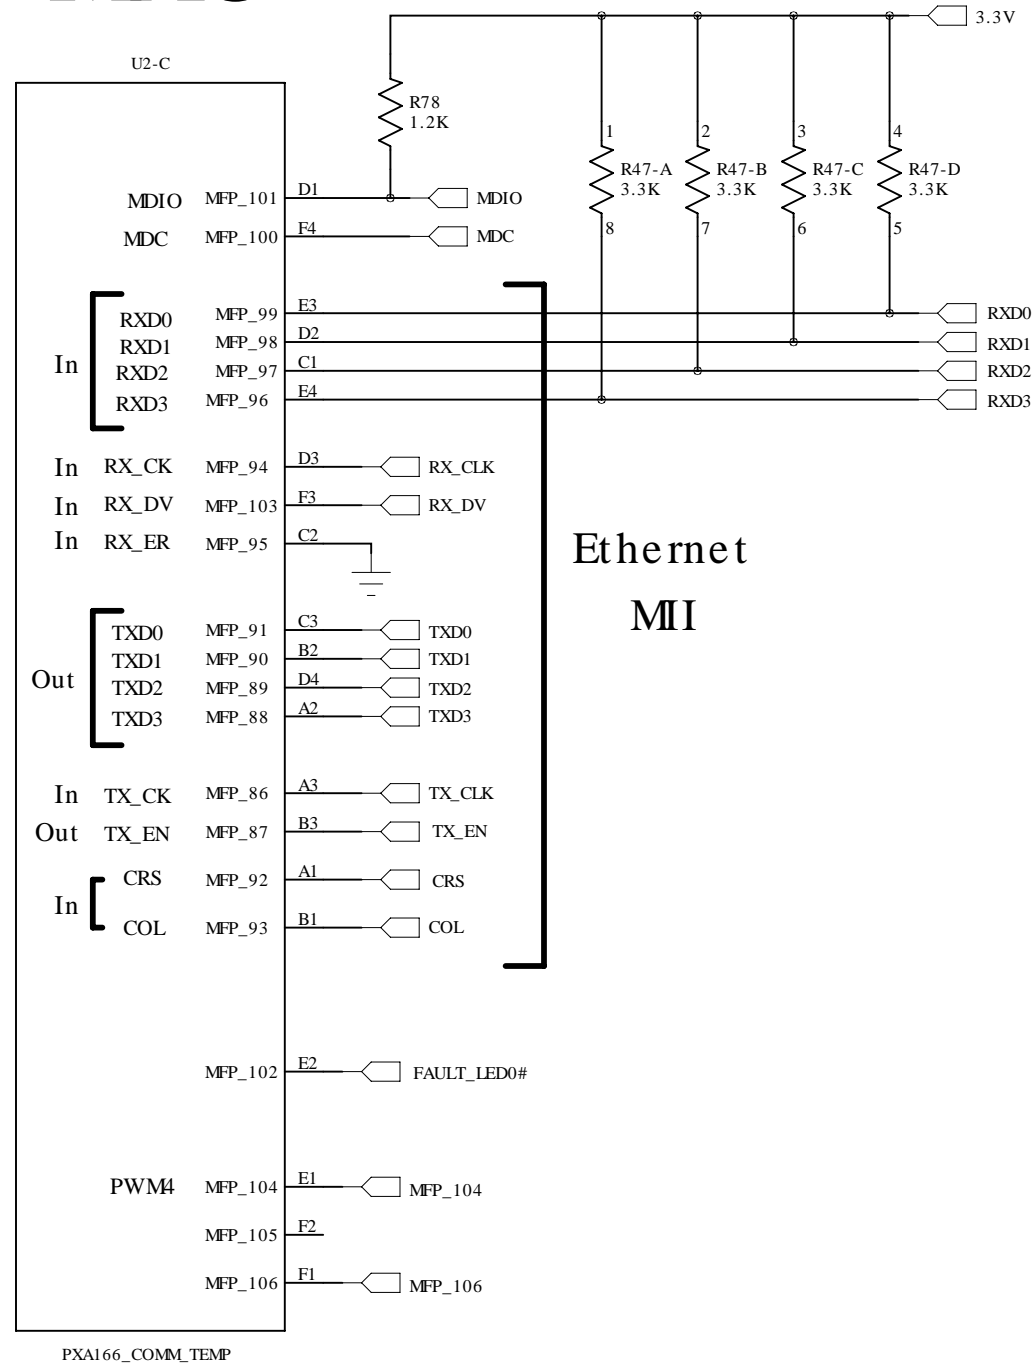 3.3V
U2-C
R78
1.2K
1 2 3 4
R47-A R47-B R47-C R47-D
3.3K 3.3K 3.3K 3.3K
8 7 6 5
MDIO MFP_101 D1 MDIO
MDC MFP_100 F4 MDC
RXD0 MFP_99 E3 RXD0
RXD1 MFP_98 D2 RXD1
In
RXD2 MFP_97 C1 RXD2
RXD3 MFP_96 E4 RXD3
In RX_CK MFP_94 D3 RX_CLK
In RX_DV MFP_103 F3 RX_DV
In RX_ER MFP_95 C2
Ethernet
MII
TXD0 MFP_91 C3 TXD0
TXD1 MFP_90 B2 TXD1
Out
TXD2 MFP_89 D4 TXD2
TXD3 MFP_88 A2 TXD3
In TX_CK MFP_86 A3 TX_CLK
Out TX_EN MFP_87 B3 TX_EN
CRS MFP_92 A1 CRS
In
COL MFP_93 B1 COL
MFP_102 E2 FAULT_LED0#
PWM4 MFP_104 E1 MFP_104
MFP_105 F2
MFP_106 F1 MFP_106
PXA166_COMM_TEMP